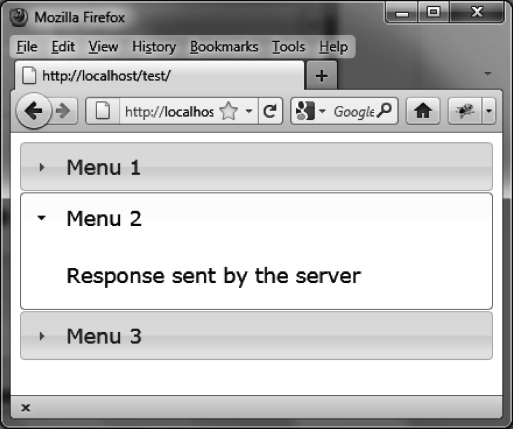 Mozilla Firefox
File Edit View History Bookmarks Tools Help
http://localhost/test/ +
http://localhos Google
Menu 1
Menu 2
Response sent by the server
Menu 3
x